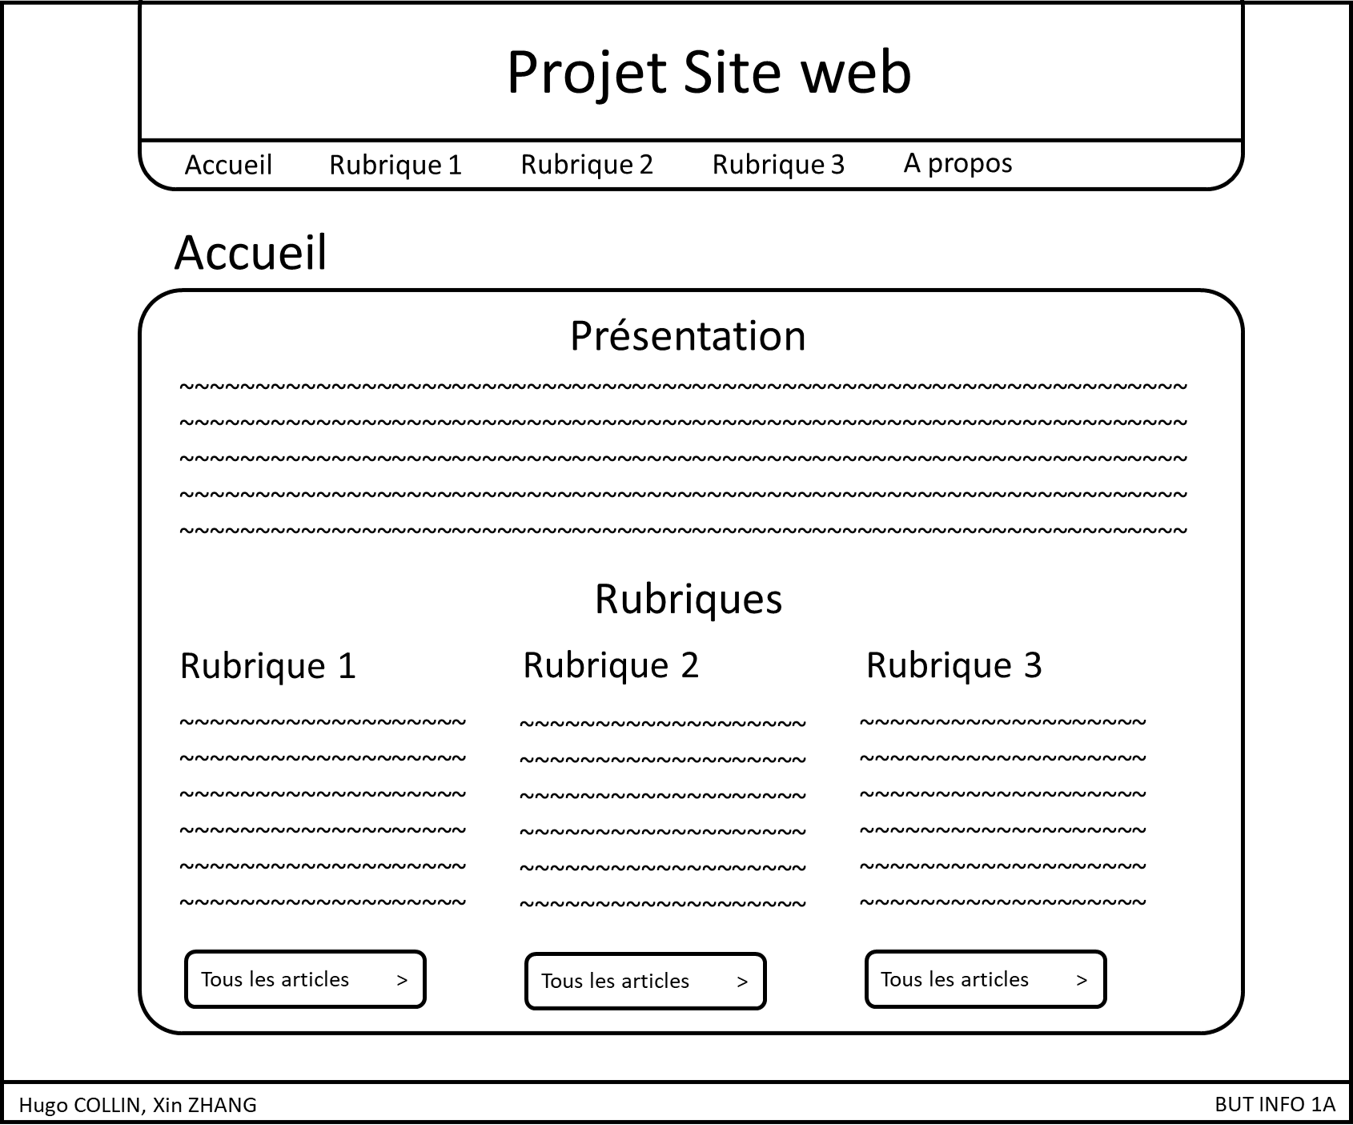 Projet Site web
Accueil Rubrique 1 Rubrique 2 Rubrique 3 A propos
Accueil
Présentation
~~~~~~~~~~~~~~~~~~~~~~~~~~~~~~~~~~~~~~~~~~~~~~~~~~~~~~~~~~~~~~~~~~~
~~~~~~~~~~~~~~~~~~~~~~~~~~~~~~~~~~~~~~~~~~~~~~~~~~~~~~~~~~~~~~~~~~~
~~~~~~~~~~~~~~~~~~~~~~~~~~~~~~~~~~~~~~~~~~~~~~~~~~~~~~~~~~~~~~~~~~~
~~~~~~~~~~~~~~~~~~~~~~~~~~~~~~~~~~~~~~~~~~~~~~~~~~~~~~~~~~~~~~~~~~~
~~~~~~~~~~~~~~~~~~~~~~~~~~~~~~~~~~~~~~~~~~~~~~~~~~~~~~~~~~~~~~~~~~~
Rubriques
Rubrique 1 Rubrique 2 Rubrique 3
~~~~~~~~~~~~~~~~~~~ ~~~~~~~~~~~~~~~~~~~ ~~~~~~~~~~~~~~~~~~~
~~~~~~~~~~~~~~~~~~~ ~~~~~~~~~~~~~~~~~~~ ~~~~~~~~~~~~~~~~~~~
~~~~~~~~~~~~~~~~~~~ ~~~~~~~~~~~~~~~~~~~ ~~~~~~~~~~~~~~~~~~~
~~~~~~~~~~~~~~~~~~~ ~~~~~~~~~~~~~~~~~~~ ~~~~~~~~~~~~~~~~~~~
~~~~~~~~~~~~~~~~~~~ ~~~~~~~~~~~~~~~~~~~ ~~~~~~~~~~~~~~~~~~~
~~~~~~~~~~~~~~~~~~~ ~~~~~~~~~~~~~~~~~~~ ~~~~~~~~~~~~~~~~~~~
Tous les articles > Tous les articles > Tous les articles >
Hugo COLLIN, Xin ZHANG BUT INFO 1A